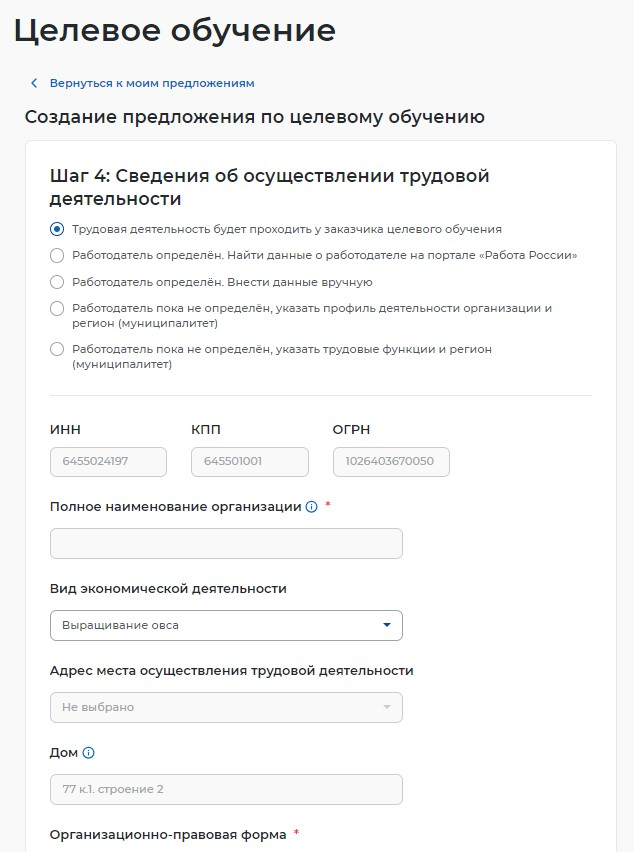 Целевое обучение
Вернуться к моим предложениям
Создание предложения по целевому обучению
Шаг 4: Сведения об осуществлении трудовой
деятельности
Трудовая деятельность будет проходить у заказчика целевого обучения
Работодатель определён. Найти данные о работодателе на портале «Работа России»
Работодатель определён. Внести данные вручную
Работодатель пока не определён, указать профиль деятельности организации и
регион (муниципалитет)
Работодатель пока не определён, указать трудовые функции и регион
(муниципалитет)
ИНН КПП ОГРН
6455024197 645501001 1026403670050
Полное наименование организации *
Вид экономической деятельности
Выращивание овса
Адрес места осуществления трудовой деятельности
Не выбрано
Дом
77 к.1. строение 2
Организационно-правовая форма *